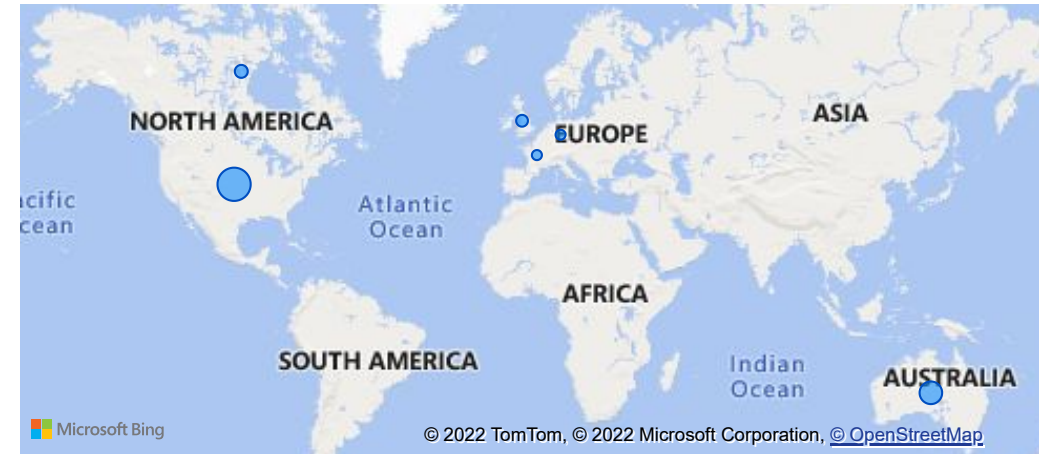 ASIA
NORTH AMERICA
EUROPE
acific
cean
Atlantic
Ocean
AFRICA
SOUTH AMERICA
Indian
Ocean
AUSTRALIA
Microsoft Bing
© 2022 TomTom, © 2022 Microsoft Corporation, © OpenStreetMap